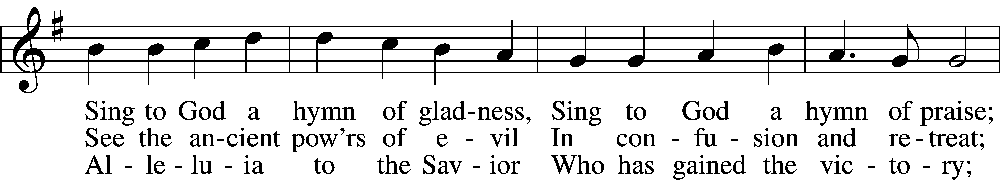 Sing to God a hymn of glad-ness, Sing to God a hymn of praise;
See the an-cient pow'rs of e - vil In con - fu - sion and re - treat;
Al - le - lu - ia to the Sav - ior Who has gained the vic - to - ry;